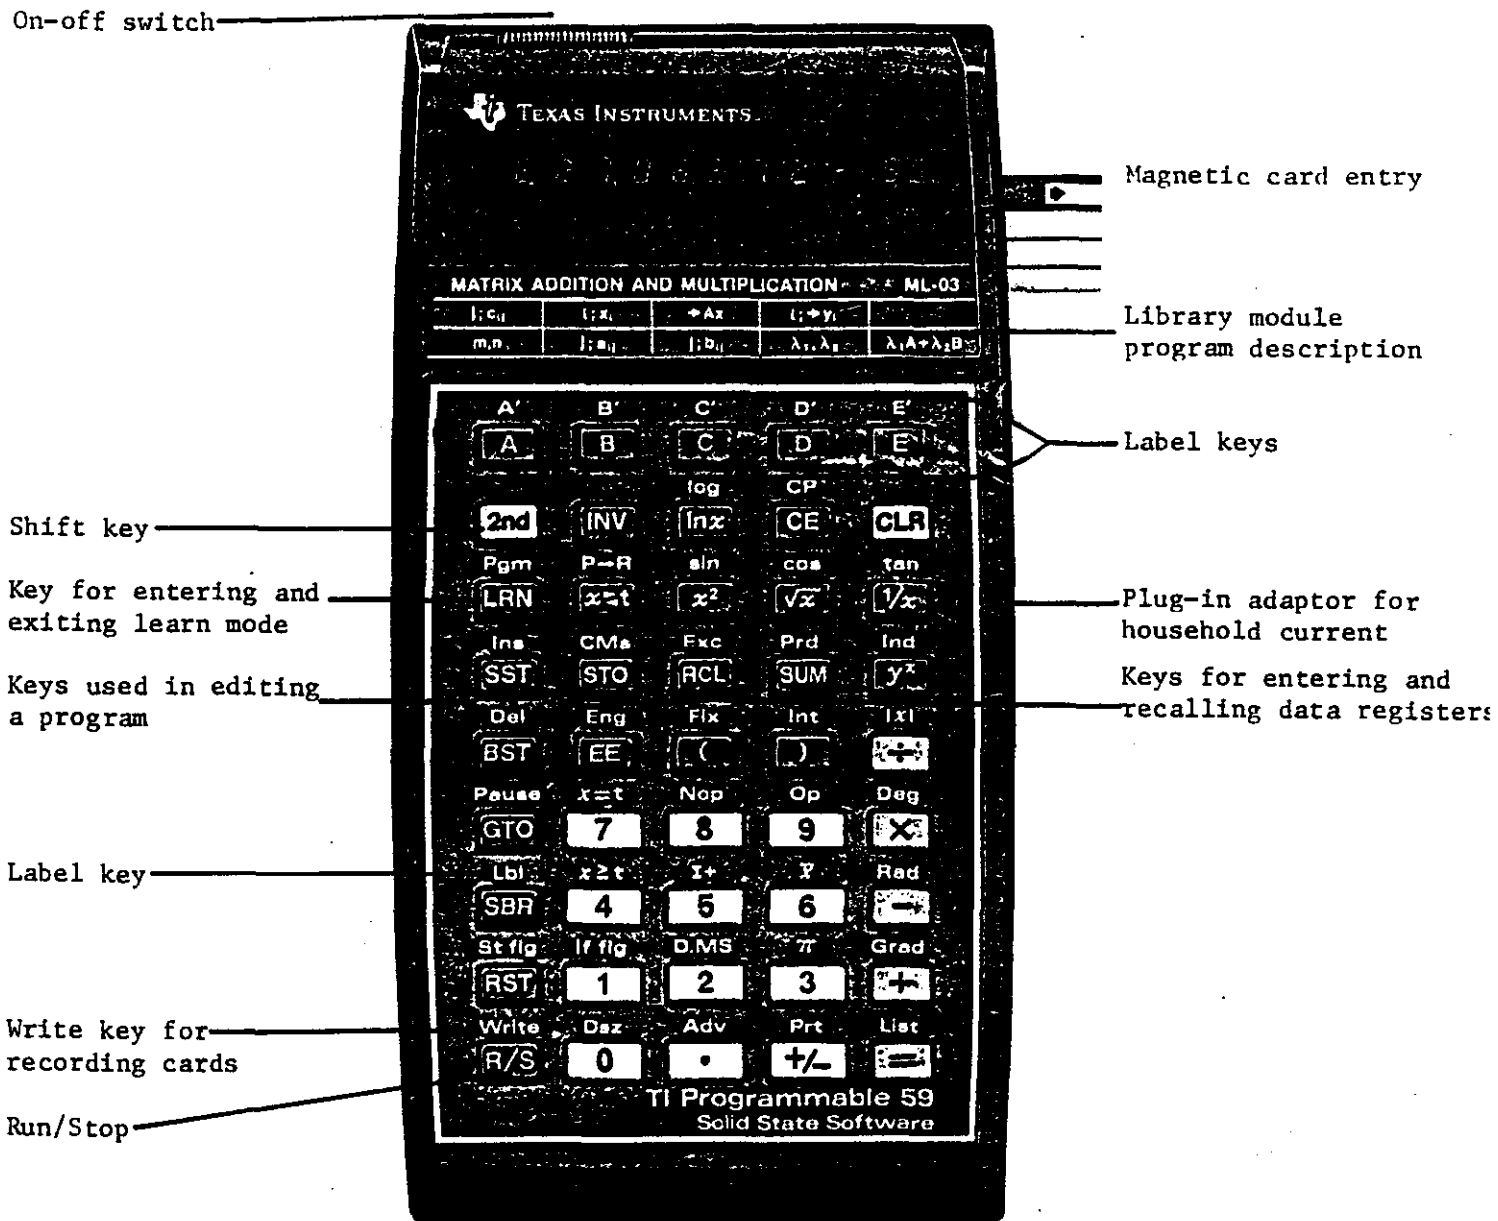 On-off switch
TEXAS INSTRUMENTS
Magnetic card entry
MATRIX ADDITION AND MULTIPLICATION ML-03
Library module
program description
m,n
λ₁A+λ₂B
A' B' C' D' E'
A B C D E
Label keys
log CP
Shift key
2nd INV lnx CE CLR
Pgm P→R sin cos tan
Key for entering and
exiting learn mode
LRN x⇄t x² √x 1/x
Plug-in adaptor for
household current
Ins CMs Exc Prd Ind
Keys used in editing
a program
SST STO RCL SUM yˣ
Keys for entering and
recalling data registers
Del Eng Fix Int |x|
BST EE ( ) ÷
Pause x=t Nop Op Deg
GTO 7 8 9 ×
Label key
Lbl x≥t Σ+ x̄ Rad
SBR 4 5 6 −
St flg If flg D.MS π Grad
RST 1 2 3 +
Write key for
recording cards
Write Dsz Adv Prt List
R/S 0 . +/− =
Run/Stop
TI Programmable 59
Solid State Software